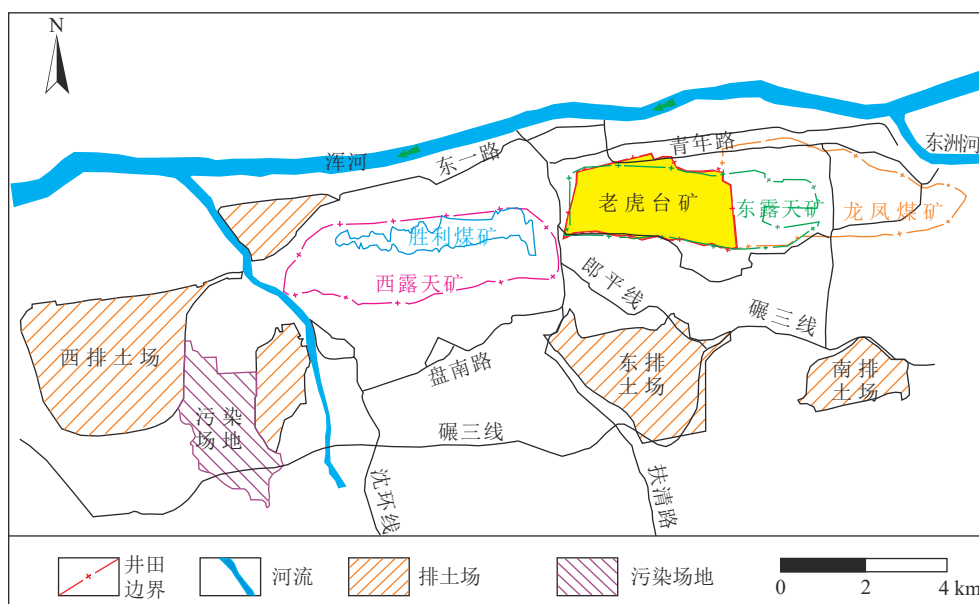 N
浑河
东一路
青年路
东洲河
老虎台矿
东露天矿
龙凤煤矿
胜利煤矿
西露天矿
郎平线
碾三线
西排土场
盘南路
东排
土场
南排
土场
污染
场地
碾三线
沈环线
扶清路
井田
边界
河流
排土场
污染场地
0 2 4 km